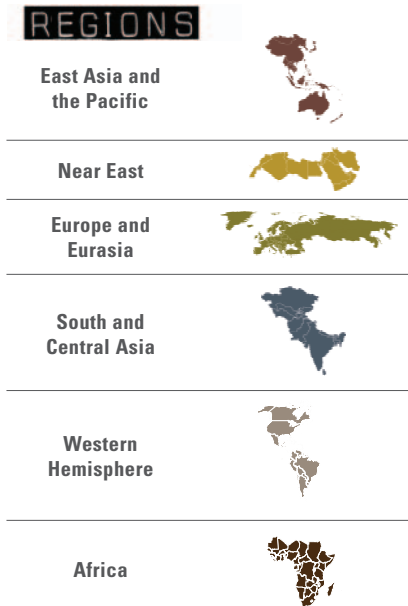 REGIONS
East Asia and
the Pacific
Near East
Europe and
Eurasia
South and
Central Asia
Western
Hemisphere
Africa